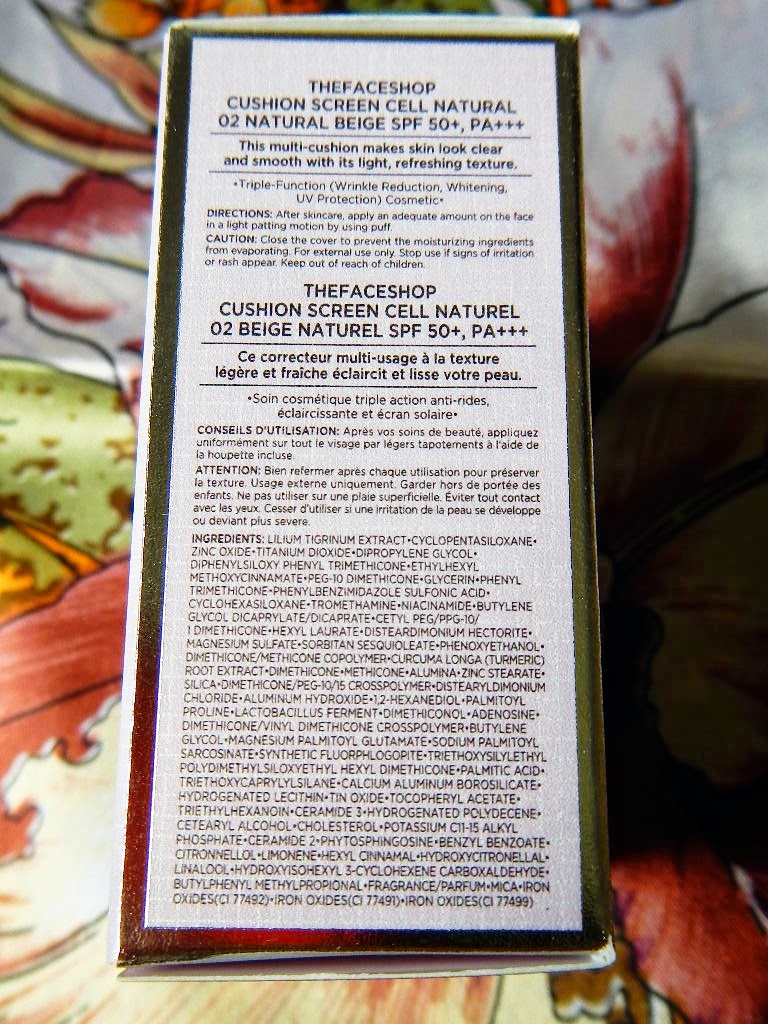 THEFACESHOP
CUSHION SCREEN CELL NATURAL
02 NATURAL BEIGE SPF 50+, PA+++
This multi-cushion makes skin look clear
and smooth with its light, refreshing texture.
•Triple-Function (Wrinkle Reduction, Whitening,
UV Protection) Cosmetic•
DIRECTIONS: After skincare, apply an adequate amount on the face
in a light patting motion by using puff.
CAUTION: Close the cover to prevent the moisturizing ingredients
from evaporating. For external use only. Stop use if signs of irritation
or rash appear. Keep out of reach of children.
THEFACESHOP
CUSHION SCREEN CELL NATUREL
02 BEIGE NATUREL SPF 50+, PA+++
Ce correcteur multi-usage à la texture
légère et fraîche éclaircit et lisse votre peau.
•Soin cosmétique triple action anti-rides,
éclaircissante et écran solaire•
CONSEILS D'UTILISATION: Après vos soins de beauté, appliquez
uniformément sur tout le visage par légers tapotements à l'aide de
la houpette incluse.
ATTENTION: Bien refermer après chaque utilisation pour préserver
la texture. Usage externe uniquement. Garder hors de portée des
enfants. Ne pas utiliser sur une plaie superficielle. Éviter tout contact
avec les yeux. Cesser d'utiliser si une irritation de la peau se développe
ou deviant plus severe.
INGREDIENTS: LILIUM TIGRINUM EXTRACT•CYCLOPENTASILOXANE•
ZINC OXIDE•TITANIUM DIOXIDE•DIPROPYLENE GLYCOL•
DIPHENYLSILOXY PHENYL TRIMETHICONE•ETHYLHEXYL
METHOXYCINNAMATE•PEG-10 DIMETHICONE•GLYCERIN•PHENYL
TRIMETHICONE•PHENYLBENZIMIDAZOLE SULFONIC ACID•
CYCLOHEXASILOXANE•TROMETHAMINE•NIACINAMIDE•BUTYLENE
GLYCOL DICAPRYLATE/DICAPRATE•CETYL PEG/PPG-10/
1 DIMETHICONE•HEXYL LAURATE•DISTEARDIMONIUM HECTORITE•
MAGNESIUM SULFATE•SORBITAN SESQUIOLEATE•PHENOXYETHANOL•
DIMETHICONE/METHICONE COPOLYMER•CURCUMA LONGA (TURMERIC)
ROOT EXTRACT•DIMETHICONE•METHICONE•ALUMINA•ZINC STEARATE•
SILICA•DIMETHICONE/PEG-10/15 CROSSPOLYMER•DISTEARYLDIMONIUM
CHLORIDE•ALUMINUM HYDROXIDE•1,2-HEXANEDIOL•PALMITOYL
PROLINE•LACTOBACILLUS FERMENT•DIMETHICONOL•ADENOSINE•
DIMETHICONE/VINYL DIMETHICONE CROSSPOLYMER•BUTYLENE
GLYCOL•MAGNESIUM PALMITOYL GLUTAMATE•SODIUM PALMITOYL
SARCOSINATE•SYNTHETIC FLUORPHLOGOPITE•TRIETHOXYSILYLETHYL
POLYDIMETHYLSILOXYETHYL HEXYL DIMETHICONE•PALMITIC ACID•
TRIETHOXYCAPRYLYLSILANE•CALCIUM ALUMINUM BOROSILICATE•
HYDROGENATED LECITHIN•TIN OXIDE•TOCOPHERYL ACETATE•
TRIETHYLHEXANOIN•CERAMIDE 3•HYDROGENATED POLYDECENE•
CETEARYL ALCOHOL•CHOLESTEROL•POTASSIUM C11-15 ALKYL
PHOSPHATE•CERAMIDE 2•PHYTOSPHINGOSINE•BENZYL BENZOATE•
CITRONNELLOL•LIMONENE•HEXYL CINNAMAL•HYDROXYCITRONELLAL•
LINALOOL•HYDROXYISOHEXYL 3-CYCLOHEXENE CARBOXALDEHYDE•
BUTYLPHENYL METHYLPROPIONAL•FRAGRANCE/PARFUM•MICA•IRON
OXIDES(CI 77492)•IRON OXIDES(CI 77491)•IRON OXIDES(CI 77499)